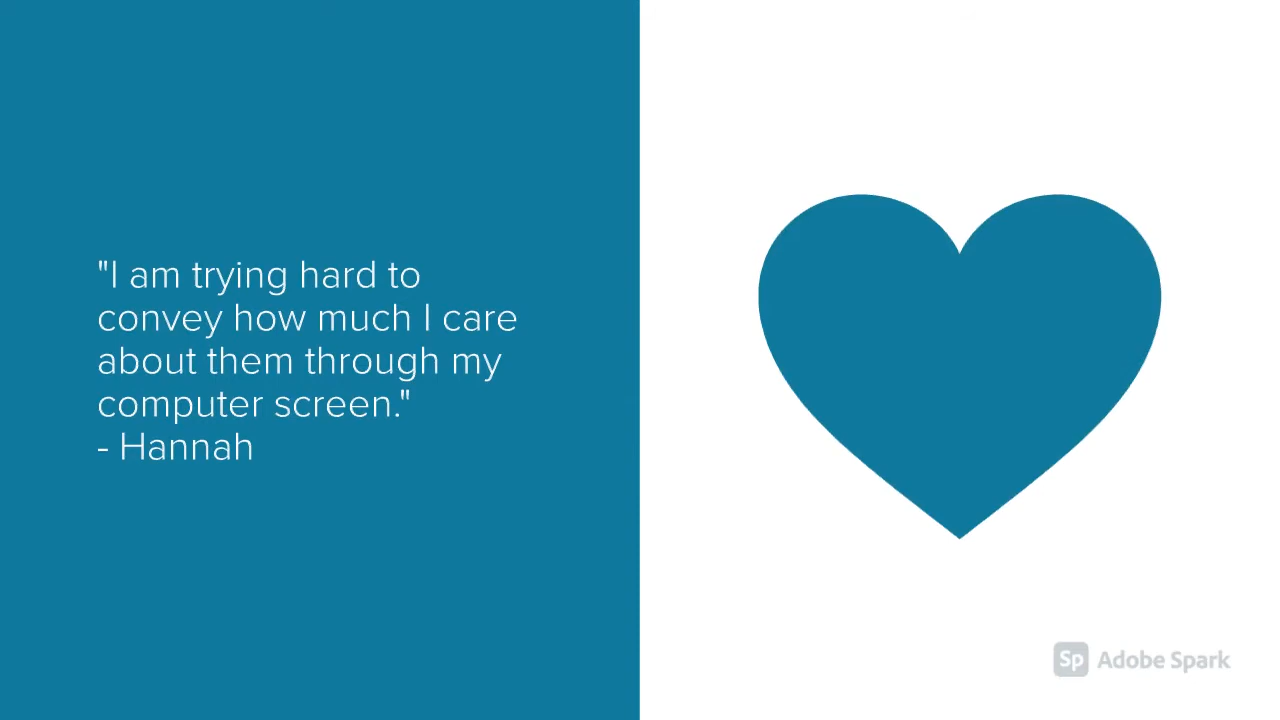 "I am trying hard to
convey how much I care
about them through my
computer screen."
- Hannah
Sp Adobe Spark